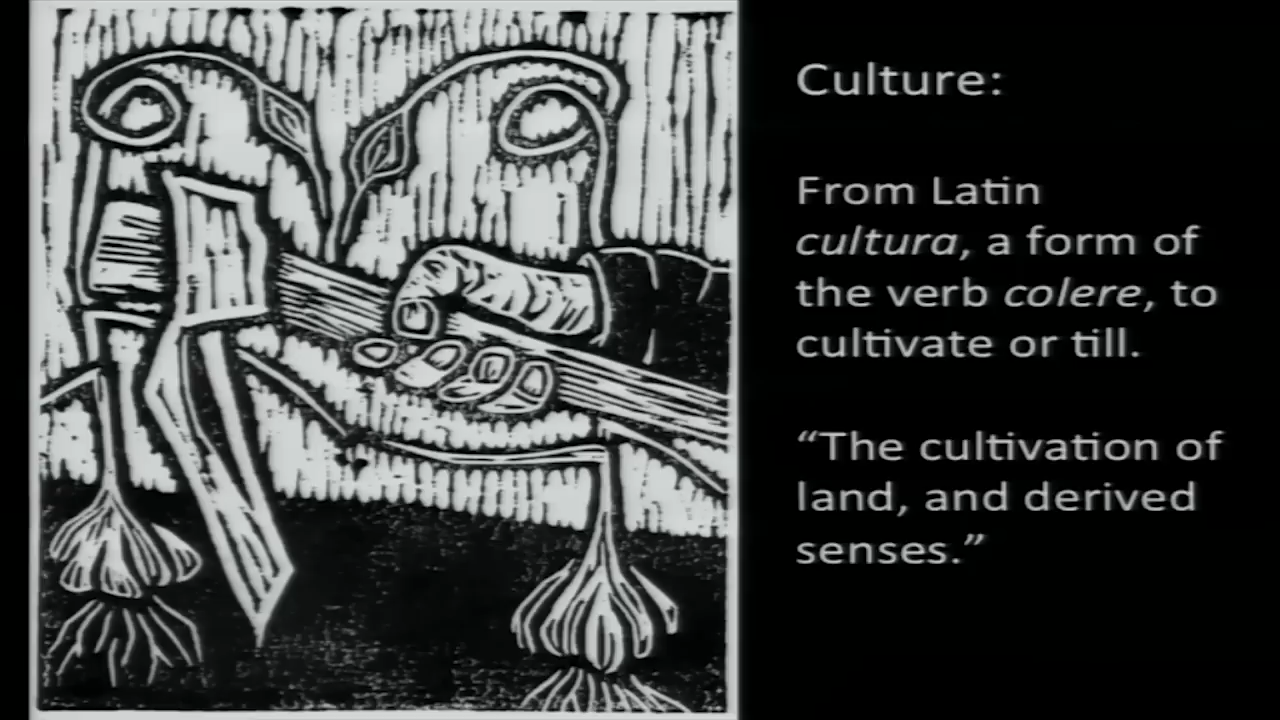 Culture:
From Latin
cultura, a form of
the verb colere, to
cultivate or till.
“The cultivation of
land, and derived
senses.”